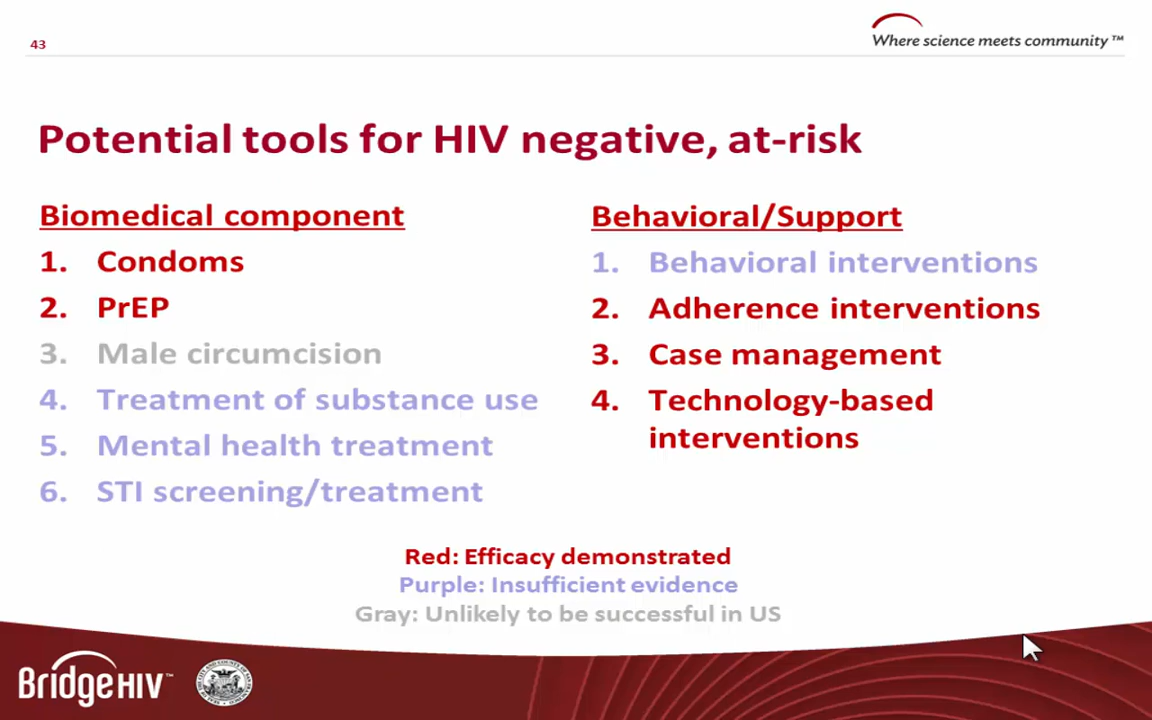 43
Where science meets community™
Potential tools for HIV negative, at-risk
Biomedical component
1. Condoms
2. PrEP
3. Male circumcision
4. Treatment of substance use
5. Mental health treatment
6. STI screening/treatment
Behavioral/Support
1. Behavioral interventions
2. Adherence interventions
3. Case management
4. Technology-based
interventions
Red: Efficacy demonstrated
Purple: Insufficient evidence
Gray: Unlikely to be successful in US
BridgeHIV™